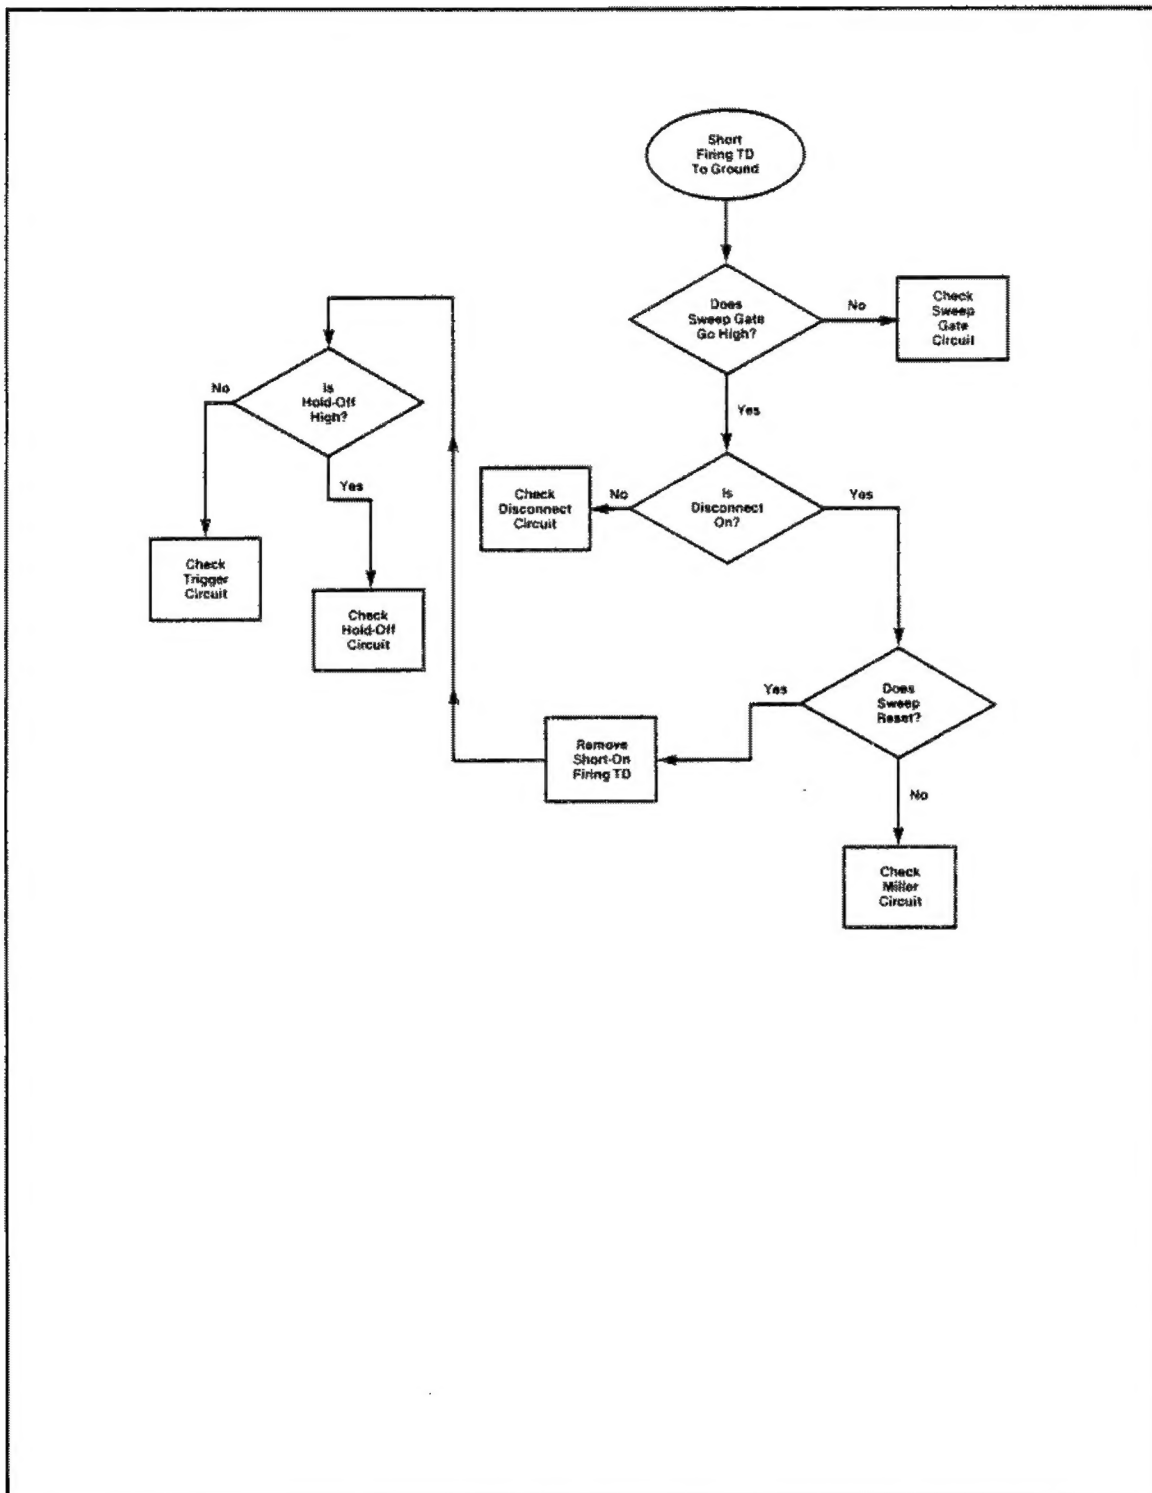 Short
Firing TD
To Ground
Does
Sweep Gate
Go High?
No
Check
Sweep
Gate
Circuit
Yes
Is
Disconnect
On?
No
Check
Disconnect
Circuit
Yes
Does
Sweep
Reset?
No
Check
Miller
Circuit
Yes
Remove
Short-On
Firing TD
Is
Hold-Off
High?
No
Check
Trigger
Circuit
Yes
Check
Hold-Off
Circuit